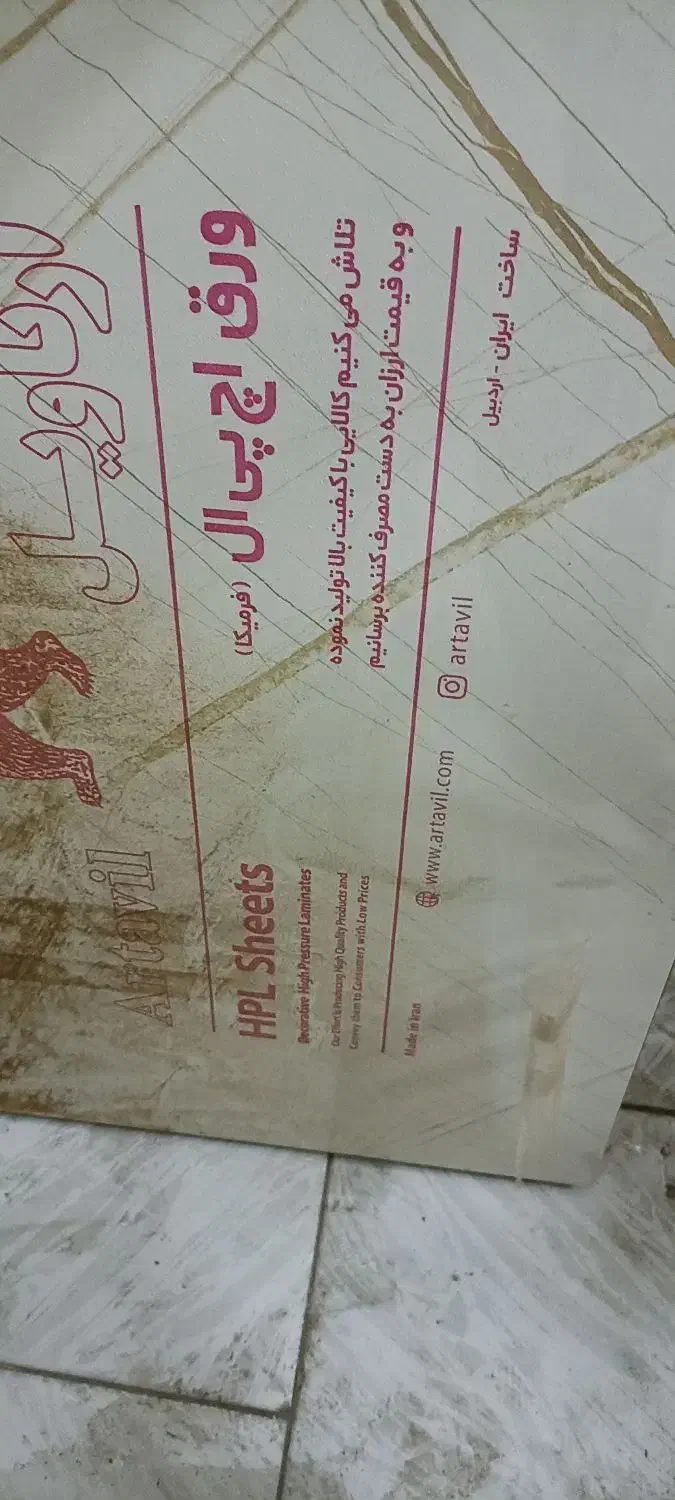 آرتاویل
ورق اچ پی ال (فرمیکا)
تلاش می کنیم کالایی با کیفیت بالا تولید نموده
و به قیمت ارزان به دست مصرف کننده برسانیم
ساخت ایران - اردبیل
artavil
www.artavil.com
Artavil
HPL Sheets
Decorative High Pressure Laminates
Our Effort is Producing High Quality Products and
Convey them to Consumers with Low Prices
Made in Iran